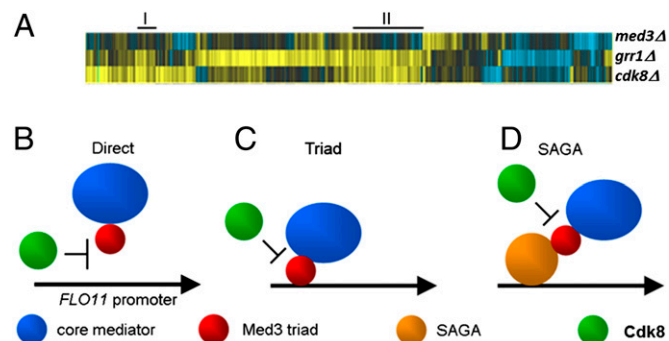 A
I
II
med3Δ
grr1Δ
cdk8Δ
B
Direct
C
Triad
D
SAGA
FLO11 promoter
core mediator
Med3 triad
SAGA
Cdk8